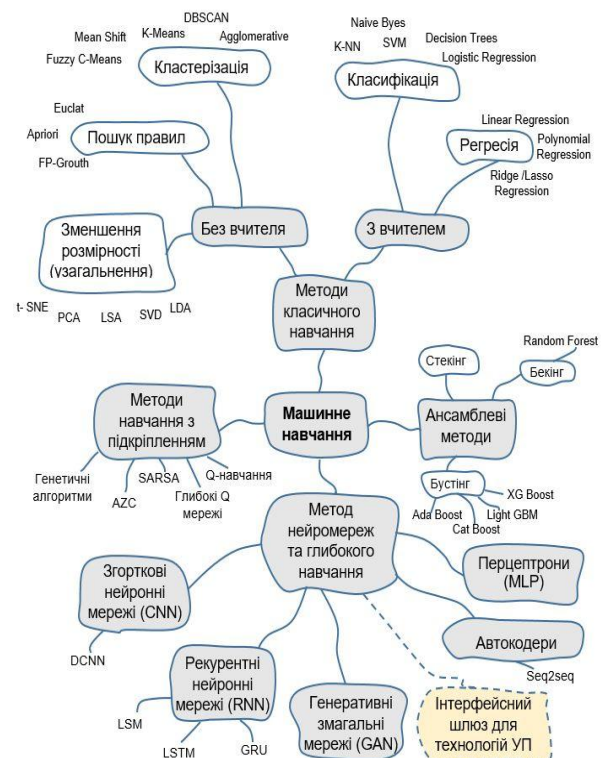 DBSCAN
Mean Shift
K-Means
Agglomerative
Fuzzy C-Means
Кластерізація
Naive Byes
K-NN
SVM
Decision Trees
Logistic Regression
Класифікація
Euclat
Apriori
FP-Grouth
Пошук правил
Linear Regression
Polynomial
Regression
Ridge /Lasso
Regression
Регресія
Зменшення
розмірності
(узагальнення)
t- SNE
PCA
LSA
SVD
LDA
Без вчителя
З вчителем
Методи
класичного
навчання
Random Forest
Стекінг
Бекінг
Методи
навчання з
підкріпленням
Машинне
навчання
Ансамблеві
методи
Генетичні
алгоритми
AZC
SARSA
Глибокі Q
мережі
Q-навчання
Бустінг
XG Boost
Ada Boost
Light GBM
Cat Boost
Метод
нейромереж
та глибокого
навчання
Згорткові
нейронні
мережі (CNN)
DCNN
Перцептрони
(MLP)
Автокодери
Seq2seq
Рекурентні
нейронні
мережі (RNN)
LSM
LSTM
GRU
Генеративні
змагальні
мережі (GAN)
Інтерфейсний
шлюз для
технологій УП